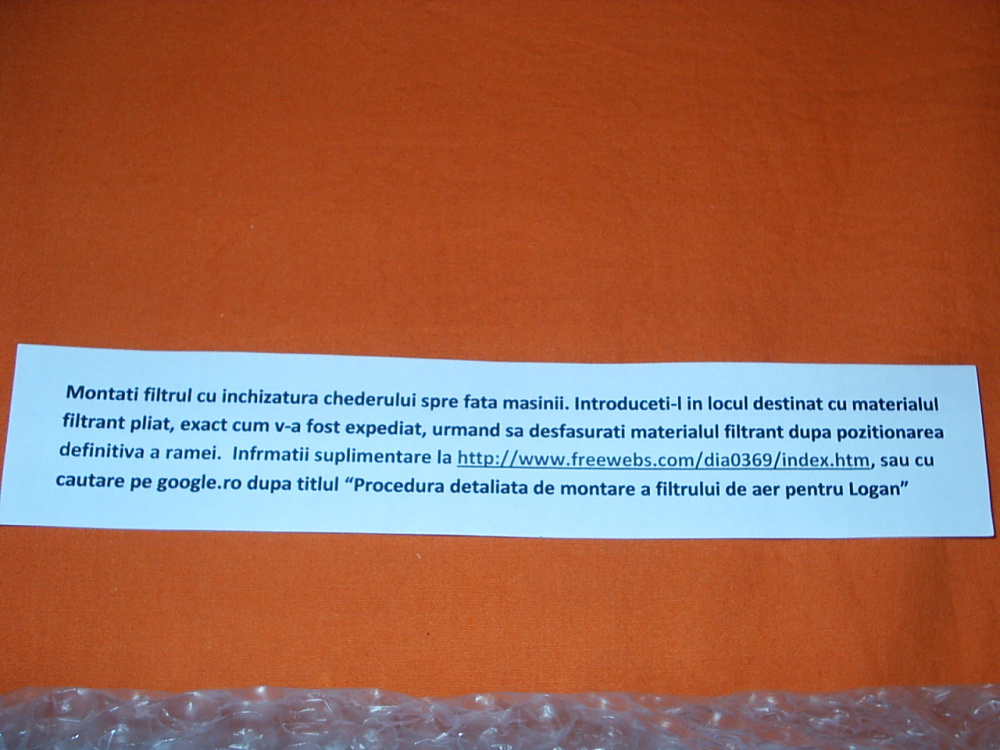 Montati filtrul cu inchizatura chederului spre fata masinii. Introduceti-l in locul destinat cu materialul
filtrant pliat, exact cum v-a fost expediat, urmand sa desfasurati materialul filtrant dupa pozitionarea
definitiva a ramei.  Infrmatii suplimentare la http://www.freewebs.com/dia0369/index.htm, sau cu
cautare pe google.ro dupa titlul “Procedura detaliata de montare a filtrului de aer pentru Logan”